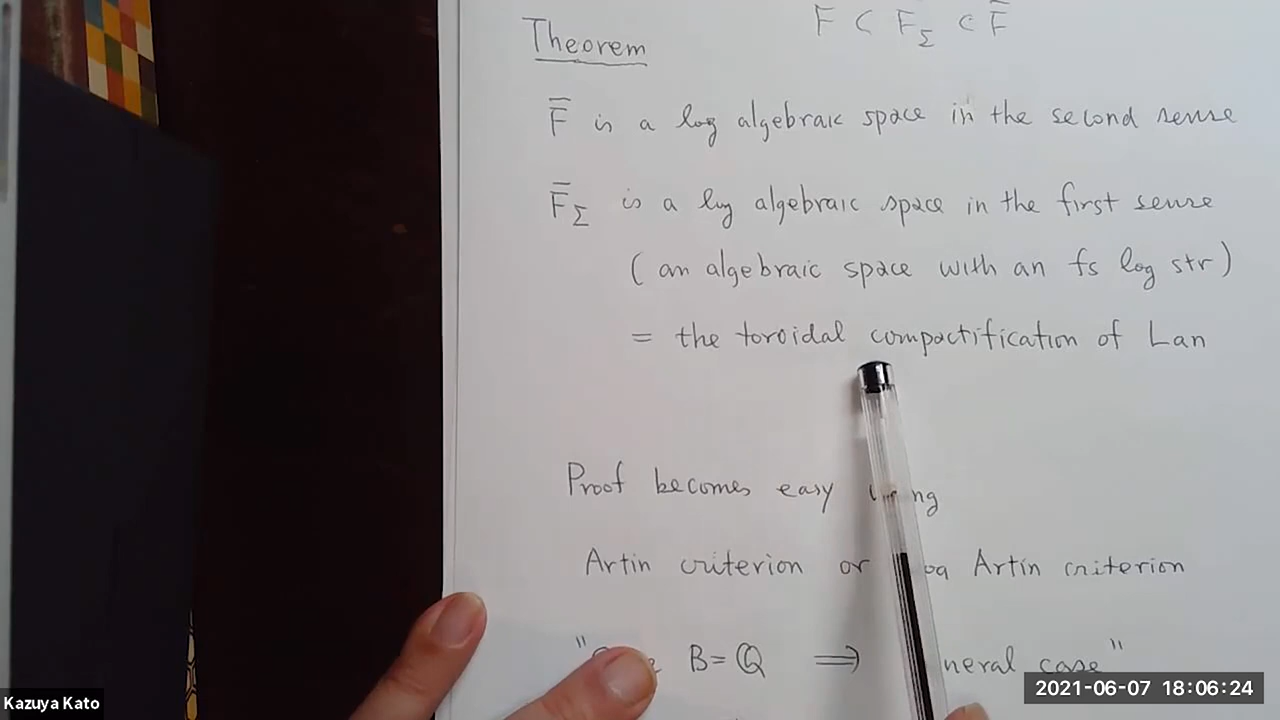 F ⊂ F_Σ ⊂ F̄
Theorem
F̄ is a log algebraic space in the second sense
F̄_Σ is a log algebraic space in the first sense
(an algebraic space with an fs log str)
= the toroidal compactification of Lan
Proof becomes easy
Artin criterion or Artin criterion
" B = ℚ ⟹ case"
Kazuya Kato
2021-06-07 18:06:24